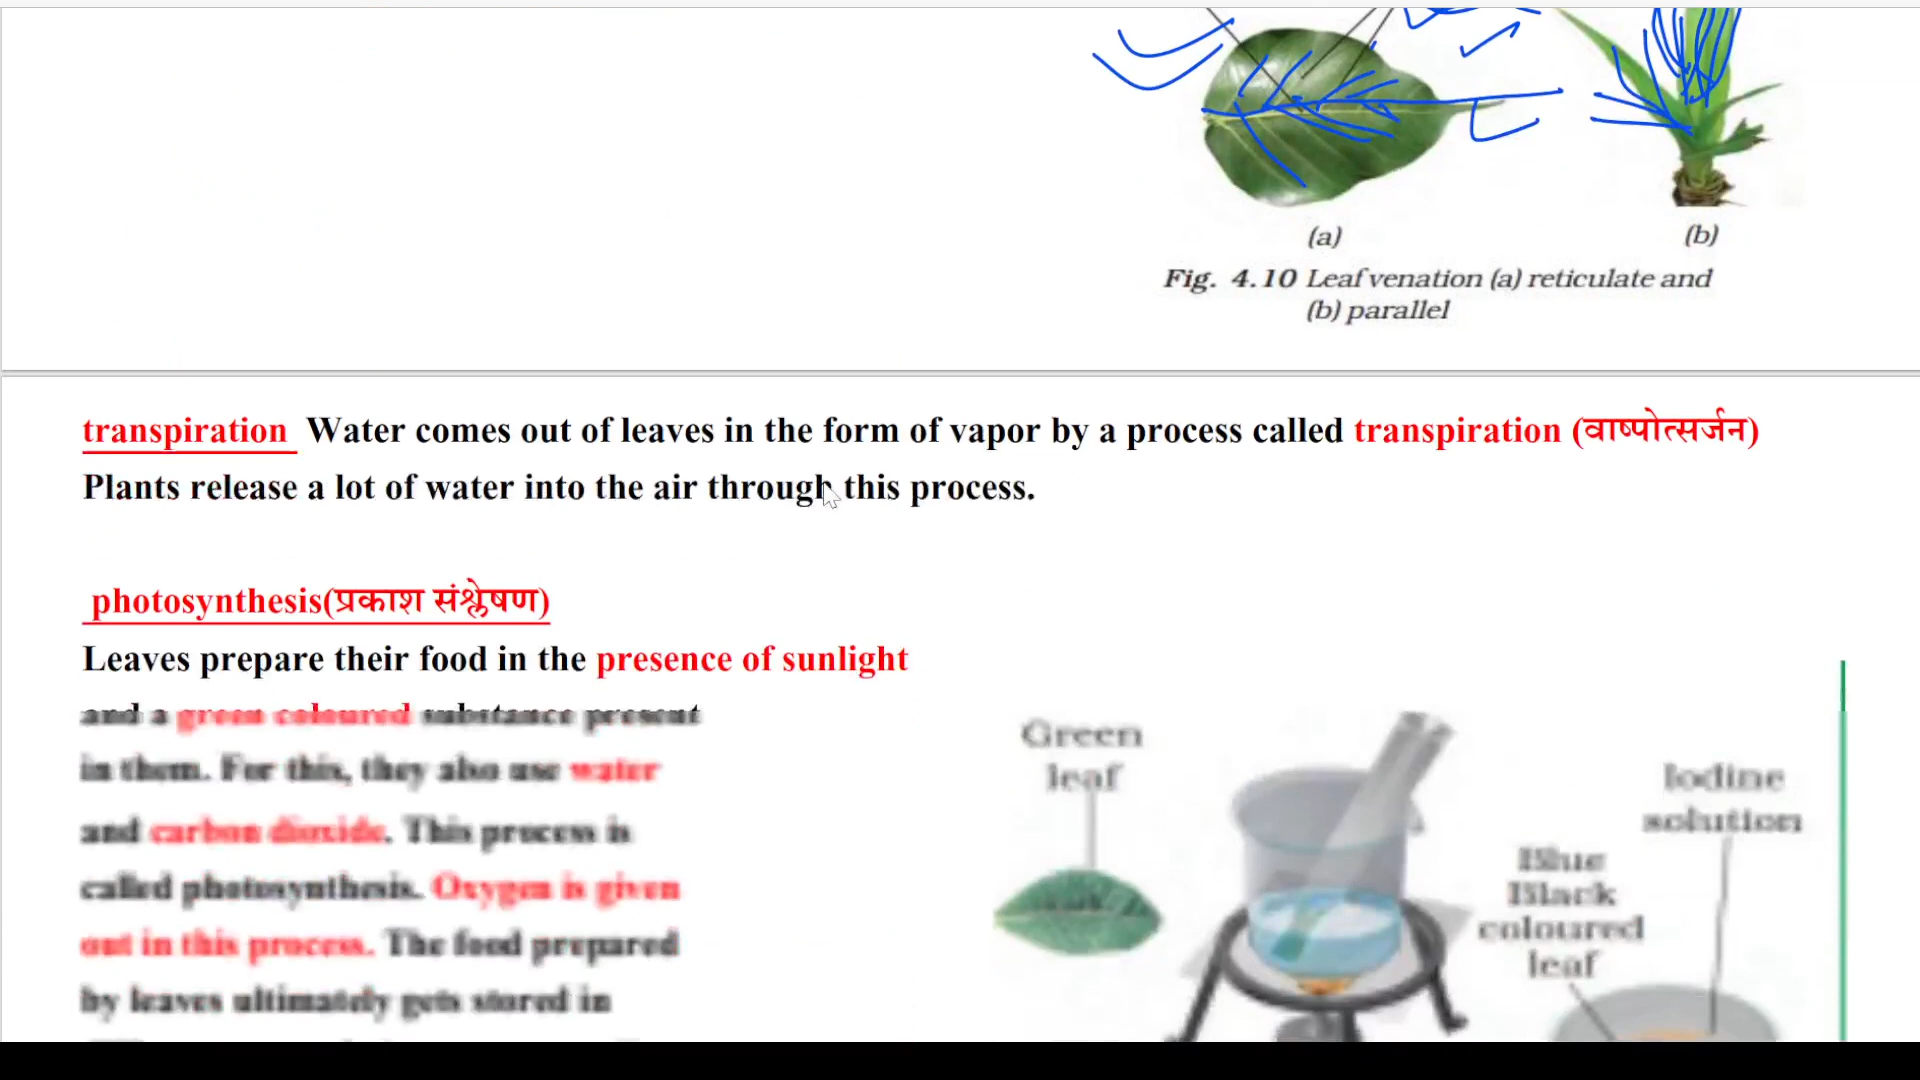 (a)
(b)
Fig. 4.10 Leaf venation (a) reticulate and
(b) parallel
transpiration Water comes out of leaves in the form of vapor by a process called transpiration (वाष्पोत्सर्जन)
Plants release a lot of water into the air through this process.
photosynthesis(प्रकाश संश्लेषण)
Leaves prepare their food in the presence of sunlight
and a green coloured substance present
in them. For this, they also use water
and carbon dioxide. This process is
called photosynthesis. Oxygen is given
out in this process. The food prepared
by leaves ultimately gets stored in
Green
leaf
Iodine
solution
Blue
Black
coloured
leaf